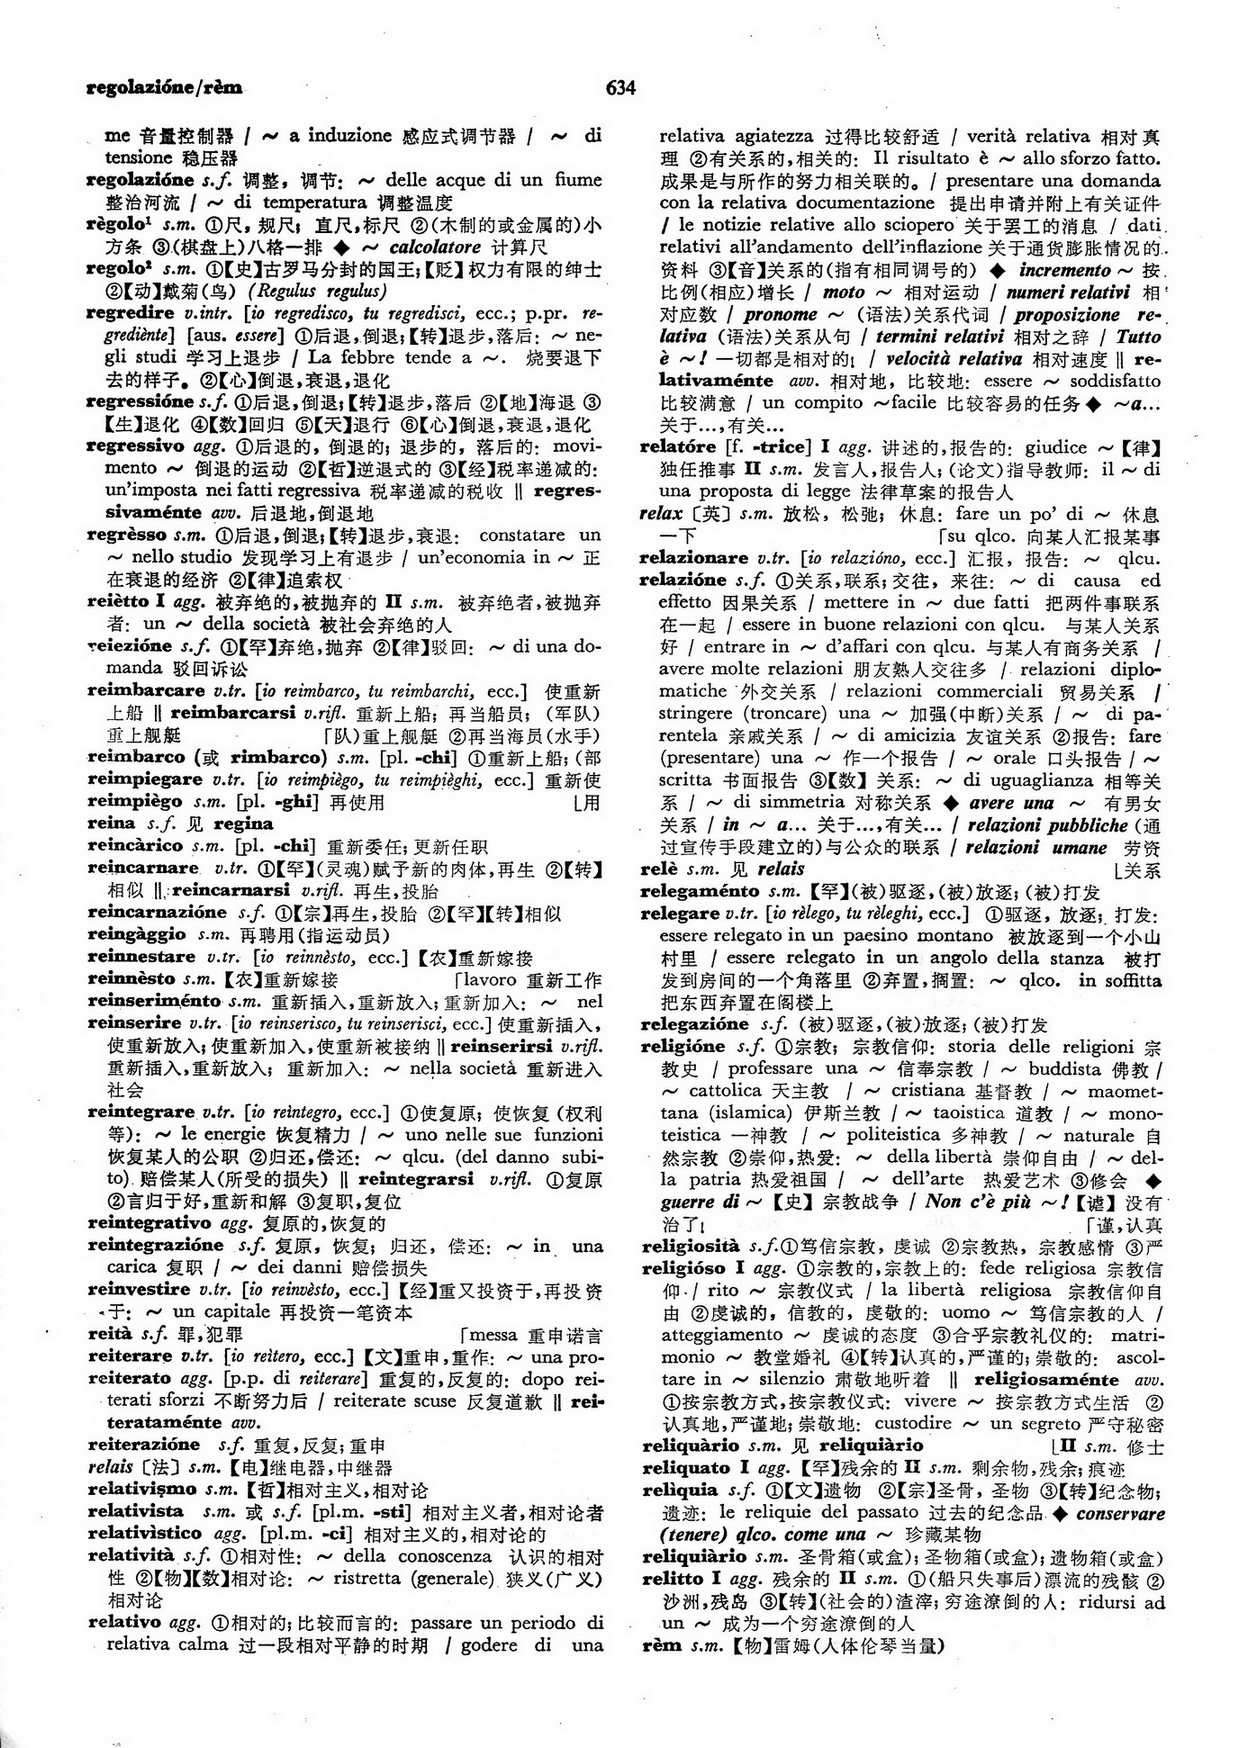 regolazióne/rèm
634
me 音量控制器 / ～ a induzione 感应式调节器 / ～ di
tensione 稳压器
regolazióne s.f. 调整，调节: ～ delle acque di un fiume
整治河流 / ～ di temperatura 调整温度
règolo¹ s.m. ①尺，规尺; 直尺,标尺 ②(木制的或金属的)小
方条 ③(棋盘上)八格一排 ◆ ～ calcolatore 计算尺
regolo² s.m. ①【史】古罗马分封的国王;【贬】权力有限的绅士
②【动】戴菊(鸟) (Regulus regulus)
regredire v.intr. [io regredisco, tu regredisci, ecc.; p.pr. re-
grediènte] [aus. essere] ①后退,倒退;【转】退步,落后: ～ ne-
gli studi 学习上退步 / La febbre tende a ～. 烧要退下
去的样子。②【心】倒退,衰退,退化
regressióne s.f. ①后退,倒退;【转】退步,落后 ②【地】海退 ③
【生】退化 ④【数】回归 ⑤【天】退行 ⑥【心】倒退,衰退,退化
regressivo agg. ①后退的,倒退的; 退步的, 落后的: movi-
mento ～ 倒退的运动 ②【哲】逆退式的 ③【经】税率递减的:
un'imposta nei fatti regressiva 税率递减的税收 ‖ regres-
sivaménte avv. 后退地,倒退地
regrèsso s.m. ①后退,倒退;【转】退步,衰退: constatare un
～ nello studio 发现学习上有退步 / un'economia in ～ 正
在衰退的经济 ②【律】追索权
reiètto I agg. 被弃绝的,被抛弃的 II s.m. 被弃绝者,被抛弃
者: un ～ della società 被社会弃绝的人
reiezióne s.f. ①【罕】弃绝,抛弃 ②【律】驳回: ～ di una do-
manda 驳回诉讼
reimbarcare v.tr. [io reimbarco, tu reimbarchi, ecc.] 使重新
上船 ‖ reimbarcarsi v.rifl. 重新上船; 再当船员; (军队)
重上舰艇 「队)重上舰艇 ②再当海员(水手)
reimbarco (或 rimbarco) s.m. [pl. -chi] ①重新上船; (部
reimpiegare v.tr. [io reimpiègo, tu reimpièghi, ecc.] 重新使
reimpiègo s.m. [pl. -ghi] 再使用 ⌊用
reina s.f. 见 regina
reincàrico s.m. [pl. -chi] 重新委任; 更新任职
reincarnare v.tr. ①【罕】(灵魂)赋予新的肉体,再生 ②【转】
相似 ‖ reincarnarsi v.rifl. 再生,投胎
reincarnazióne s.f. ①【宗】再生,投胎 ②【罕】【转】相似
reingàggio s.m. 再聘用(指运动员)
reinnestare v.tr. [io reinnèsto, ecc.] 【农】重新嫁接
reinnèsto s.m. 【农】重新嫁接 「lavoro 重新工作
reinseriménto s.m. 重新插入,重新放入; 重新加入: ～ nel
reinserire v.tr. [io reinserisco, tu reinserisci, ecc.] 使重新插入,
使重新放入; 使重新加入,使重新被接纳 ‖ reinserirsi v.rifl.
重新插入,重新放入; 重新加入: ～ nella società 重新进入
社会
reintegrare v.tr. [io reintegro, ecc.] ①使复原; 使恢复 (权利
等): ～ le energie 恢复精力 / ～ uno nelle sue funzioni
恢复某人的公职 ②归还,偿还: ～ qlcu. (del danno subi-
to) 赔偿某人(所受的损失) ‖ reintegrarsi v.rifl. ①复原
②言归于好,重新和解 ③复职,复位
reintegrativo agg. 复原的,恢复的
reintegrazióne s.f. 复原, 恢复; 归还, 偿还: ～ in una
carica 复职 / ～ dei danni 赔偿损失
reinvestire v.tr. [io reinvèsto, ecc.] 【经】重又投资于,再投资
于: ～ un capitale 再投资一笔资本
reità s.f. 罪,犯罪 「messa 重申诺言
reiterare v.tr. [io reìtero, ecc.] 【文】重申,重作: ～ una pro-
reiterato agg. [p.p. di reiterare] 重复的,反复的: dopo rei-
terati sforzi 不断努力后 / reiterate scuse 反复道歉 ‖ rei-
terataménte avv.
reiterazióne s.f. 重复,反复; 重申
relais 〔法〕 s.m. 【电】继电器,中继器
relativismo s.m. 【哲】相对主义,相对论
relativista s.m. 或 s.f. [pl.m. -sti] 相对主义者,相对论者
relativìstico agg. [pl.m. -ci] 相对主义的,相对论的
relatività s.f. ①相对性: ～ della conoscenza 认识的相对
性 ②【物】【数】相对论: ～ ristretta (generale) 狭义(广义)
相对论
relativo agg. ①相对的; 比较而言的: passare un periodo di
relativa calma 过一段相对平静的时期 / godere di una
relativa agiatezza 过得比较舒适 / verità relativa 相对真
理 ②有关系的,相关的: Il risultato è ～ allo sforzo fatto.
成果是与所作的努力相关联的。/ presentare una domanda
con la relativa documentazione 提出申请并附上有关证件
/ le notizie relative allo sciopero 关于罢工的消息 / dati
relativi all'andamento dell'inflazione 关于通货膨胀情况的
资料 ③【音】关系的(指有相同调号的) ◆ incremento ～ 按
比例(相应)增长 / moto ～ 相对运动 / numeri relativi 相
对应数 / pronome ～ (语法)关系代词 / proposizione re-
lativa (语法)关系从句 / termini relativi 相对之辞 / Tutto
è ～! 一切都是相对的! / velocità relativa 相对速度 ‖ re-
lativaménte avv. 相对地, 比较地: essere ～ soddisfatto
比较满意 / un compito ～facile 比较容易的任务◆ ～a...
关于...,有关...
relatóre [f. -trice] I agg. 讲述的,报告的: giudice ～【律】
独任推事 II s.m. 发言人,报告人; (论文)指导教师: il ～ di
una proposta di legge 法律草案的报告人
relax 〔英〕 s.m. 放松, 松弛; 休息: fare un po' di ～ 休息
一下 「su qlco. 向某人汇报某事
relazionare v.tr. [io relazióno, ecc.] 汇报, 报告: ～ qlcu.
relazióne s.f. ①关系,联系; 交往, 来往: ～ di causa ed
effetto 因果关系 / mettere in ～ due fatti 把两件事联系
在一起 / essere in buone relazioni con qlcu. 与某人关系
好 / entrare in ～ d'affari con qlcu. 与某人有商务关系 /
avere molte relazioni 朋友熟人交往多 / relazioni diplo-
matiche 外交关系 / relazioni commerciali 贸易关系 /
stringere (troncare) una ～ 加强(中断)关系 / ～ di pa-
rentela 亲戚关系 / ～ di amicizia 友谊关系 ②报告: fare
(presentare) una ～ 作一个报告 / ～ orale 口头报告 / ～
scritta 书面报告 ③【数】关系: ～ di uguaglianza 相等关
系 / ～ di simmetria 对称关系 ◆ avere una ～ 有男女
关系 / in ～ a... 关于...,有关... / relazioni pubbliche (通
过宣传手段建立的)与公众的联系 / relazioni umane 劳资
relè s.m. 见 relais ⌊关系
relegaménto s.m. 【罕】(被)驱逐,(被)放逐; (被)打发
relegare v.tr. [io rèlego, tu rèleghi, ecc.] ①驱逐, 放逐; 打发:
essere relegato in un paesino montano 被放逐到一个小山
村里 / essere relegato in un angolo della stanza 被打
发到房间的一个角落里 ②弃置,搁置: ～ qlco. in soffitta
把东西弃置在阁楼上
relegazióne s.f. (被)驱逐,(被)放逐; (被)打发
religióne s.f. ①宗教; 宗教信仰: storia delle religioni 宗
教史 / professare una ～ 信奉宗教 / ～ buddista 佛教 /
～ cattolica 天主教 / ～ cristiana 基督教 / ～ maomet-
tana (islamica) 伊斯兰教 / ～ taoistica 道教 / ～ mono-
teistica 一神教 / ～ politeistica 多神教 / ～ naturale 自
然宗教 ②崇仰,热爱: ～ della libertà 崇仰自由 / ～ del-
la patria 热爱祖国 / ～ dell'arte 热爱艺术 ③修会 ◆
guerre di ～ 【史】 宗教战争 / Non c'è più ～!【谑】没有
治了! 「谨,认真
religiosità s.f.①笃信宗教, 虔诚 ②宗教热, 宗教感情 ③严
religióso I agg. ①宗教的,宗教上的: fede religiosa 宗教信
仰 / rito ～ 宗教仪式 / la libertà religiosa 宗教信仰自
由 ②虔诚的, 信教的, 虔敬的: uomo ～ 笃信宗教的人 /
atteggiamento ～ 虔诚的态度 ③合乎宗教礼仪的: matri-
monio ～ 教堂婚礼 ④【转】认真的,严谨的; 崇敬的: ascol-
tare in ～ silenzio 肃敬地听着 ‖ religiosaménte avv.
①按宗教方式,按宗教仪式: vivere ～ 按宗教方式生活 ②
认真地,严谨地; 崇敬地: custodire ～ un segreto 严守秘密
reliquàrio s.m. 见 reliquiàrio ⌊II s.m. 修士
reliquato I agg. 【罕】残余的 II s.m. 剩余物,残余; 痕迹
relìquia s.f. ①【文】遗物 ②【宗】圣骨, 圣物 ③【转】纪念物;
遗迹: le reliquie del passato 过去的纪念品 ◆ conservare
(tenere) qlco. come una ～ 珍藏某物
reliquiàrio s.m. 圣骨箱(或盒); 圣物箱(或盒); 遗物箱(或盒)
relitto I agg. 残余的 II s.m. ①(船只失事后)漂流的残骸 ②
沙洲,残岛 ③【转】(社会的)渣滓; 穷途潦倒的人: ridursi ad
un ～ 成为一个穷途潦倒的人
rèm s.m. 【物】雷姆(人体伦琴当量)